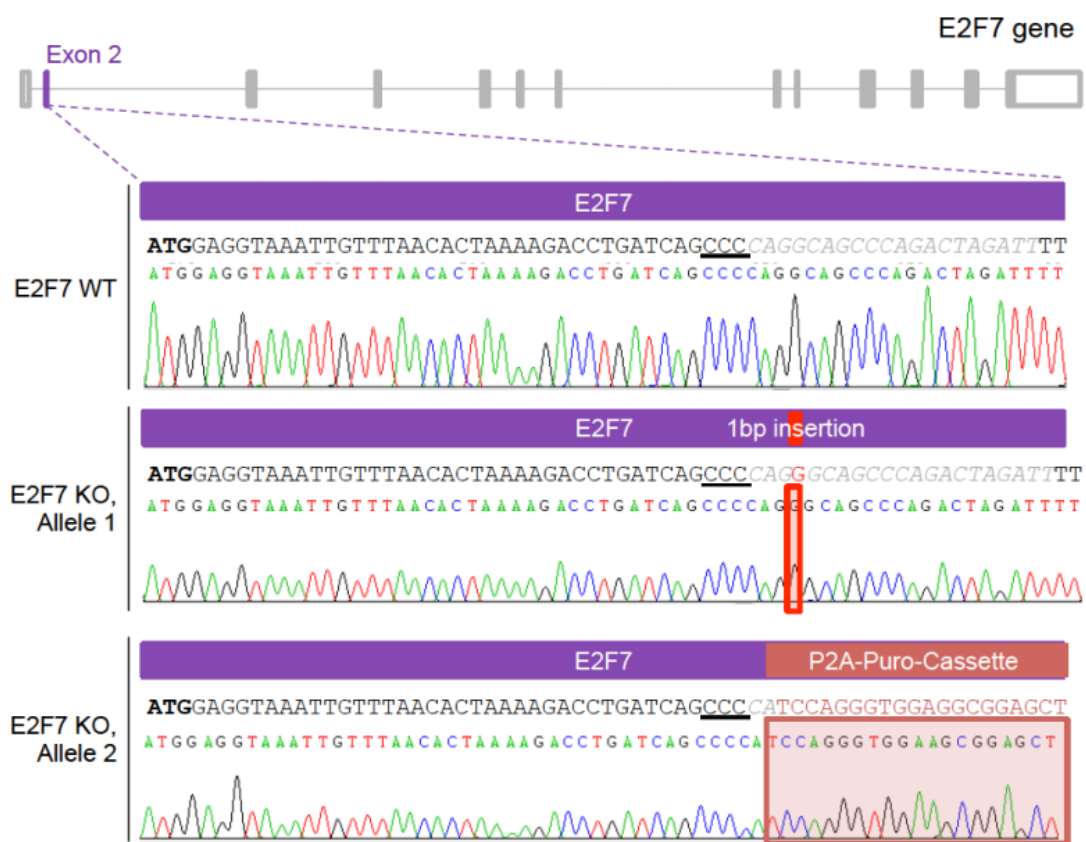 E2F7 gene
Exon 2
E2F7
ATGGAGGTAAATTGTTTAACACTAAAAGACCTGATCAGCCCCAGGCAGCCCAGACTAGATTTT
E2F7 WT
ATGGAGGTAAATTGTTTAACACTAAAAGACCTGATCAGCCCCAGGCAGCCCAGACTAGATTTT
E2F7 1bp insertion
ATGGAGGTAAATTGTTTAACACTAAAAGACCTGATCAGCCCCAGGGCAGCCCAGACTAGATTTT
E2F7 KO,
Allele 1
ATGGAGGTAAATTGTTTAACACTAAAAGACCTGATCAGCCCCAGGGCAGCCCAGACTAGATTTT
E2F7 P2A-Puro-Cassette
ATGGAGGTAAATTGTTTAACACTAAAAGACCTGATCAGCCCCATCCAGGGTGGAGGCGGAGCT
E2F7 KO,
Allele 2
ATGGAGGTAAATTGTTTAACACTAAAAGACCTGATCAGCCCCATCCAGGGTGGAAGCGGAGCT